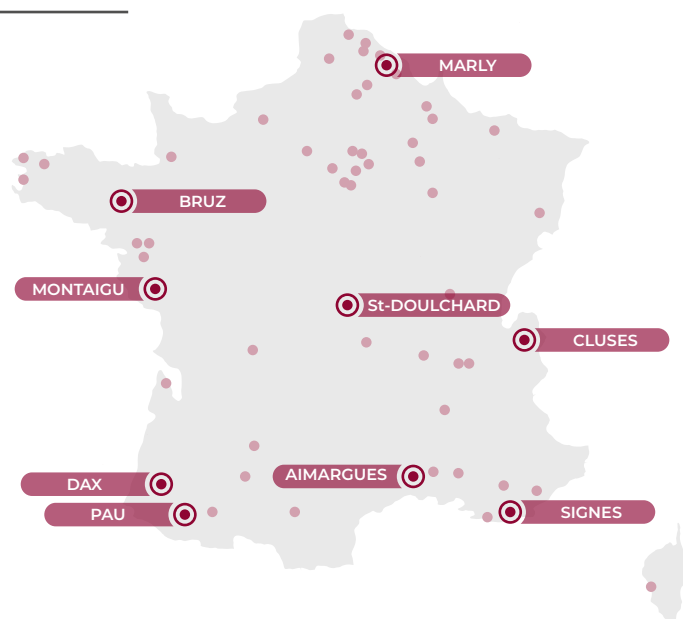 MARLY
BRUZ
MONTAIGU
St-DOULCHARD
CLUSES
AIMARGUES
DAX
PAU
SIGNES